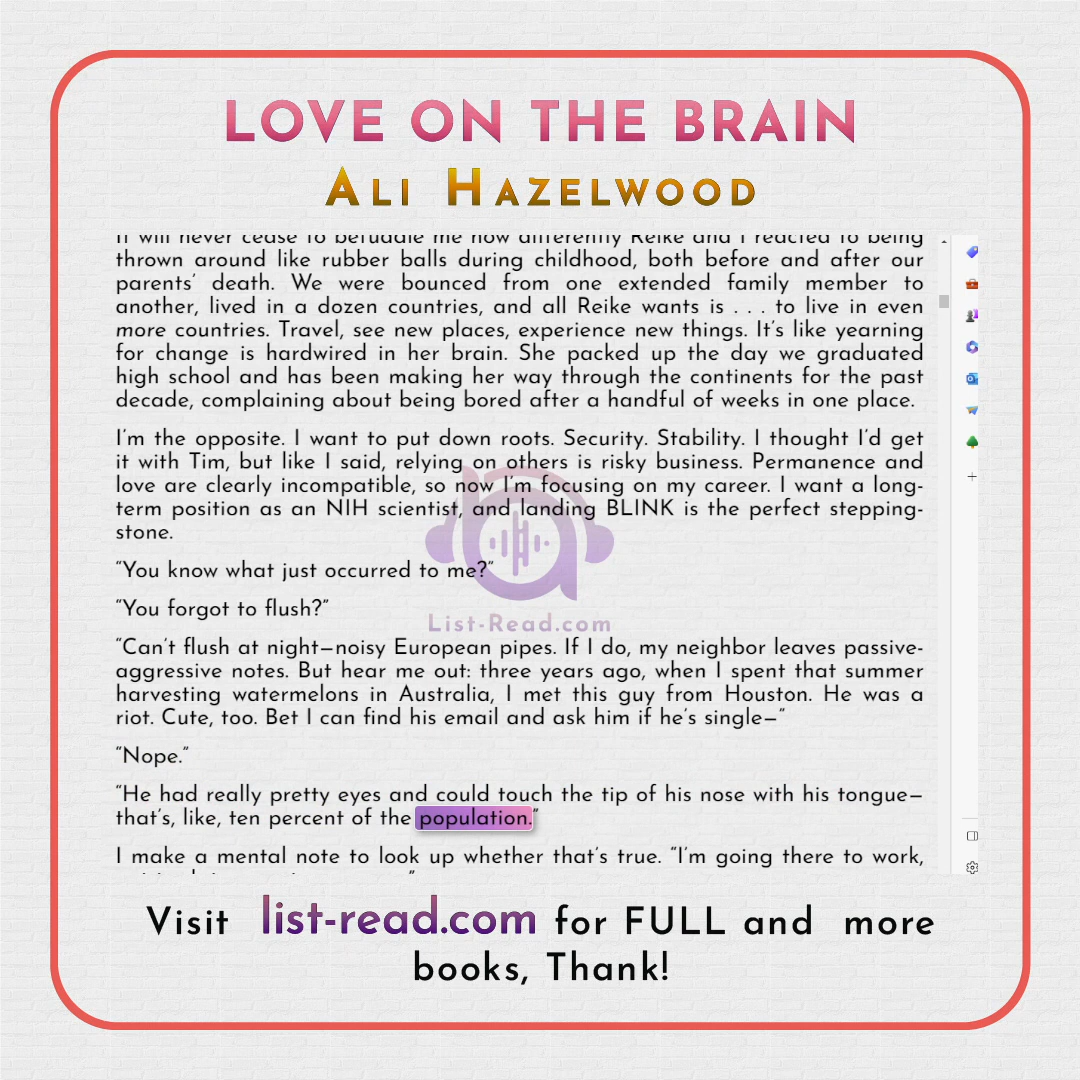 LOVE ON THE BRAIN
ALI HAZELWOOD
It will never cease to befuddle me how differently Reike and I reacted to being
thrown around like rubber balls during childhood, both before and after our
parents' death. We were bounced from one extended family member to
another, lived in a dozen countries, and all Reike wants is . . . to live in even
more countries. Travel, see new places, experience new things. It's like yearning
for change is hardwired in her brain. She packed up the day we graduated
high school and has been making her way through the continents for the past
decade, complaining about being bored after a handful of weeks in one place.
I'm the opposite. I want to put down roots. Security. Stability. I thought I'd get
it with Tim, but like I said, relying on others is risky business. Permanence and
love are clearly incompatible, so now I'm focusing on my career. I want a long-
term position as an NIH scientist, and landing BLINK is the perfect stepping-
stone.
"You know what just occurred to me?"
"You forgot to flush?"
List-Read.com
"Can't flush at night—noisy European pipes. If I do, my neighbor leaves passive-
aggressive notes. But hear me out: three years ago, when I spent that summer
harvesting watermelons in Australia, I met this guy from Houston. He was a
riot. Cute, too. Bet I can find his email and ask him if he's single—"
"Nope."
"He had really pretty eyes and could touch the tip of his nose with his tongue—
that's, like, ten percent of the population."
I make a mental note to look up whether that's true. "I'm going there to work,
Visit list-read.com for FULL and more
books, Thank!